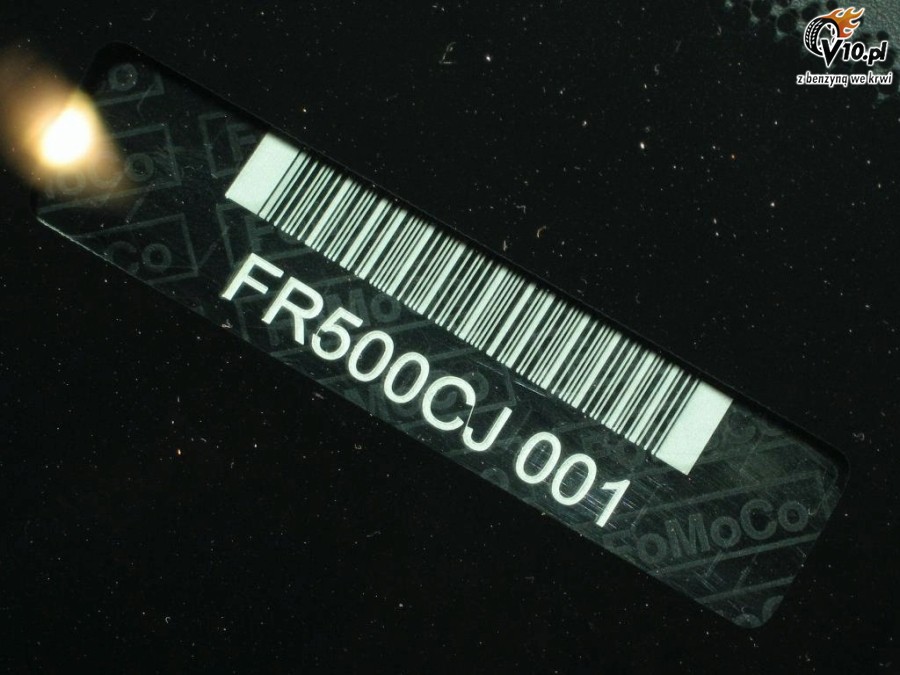 V10.pl
z benzyną we krwi
FR500CJ 001
FoMoCo